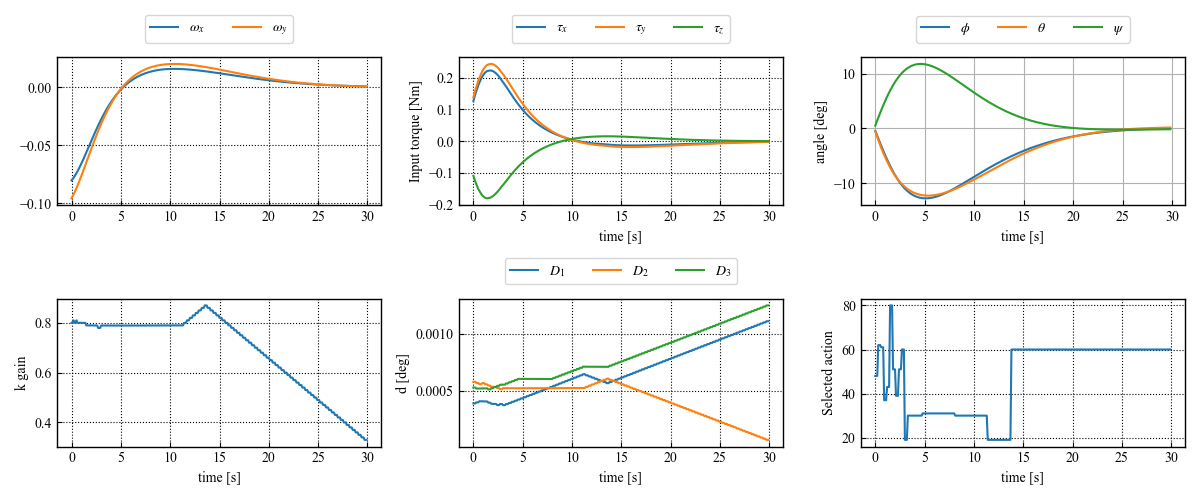 ωx ωy
0.00
−0.05
−0.10
0 5 10 15 20 25 30
τx τy τz
Input torque [Nm]
0.2
0.1
0.0
−0.1
−0.2
0 5 10 15 20 25 30
time [s]
ϕ θ ψ
angle [deg]
10
0
−10
0 5 10 15 20 25 30
time [s]
k gain
0.8
0.6
0.4
0 5 10 15 20 25 30
time [s]
D1 D2 D3
d [deg]
0.0010
0.0005
0 5 10 15 20 25 30
time [s]
Selected action
80
60
40
20
0 5 10 15 20 25 30
time [s]